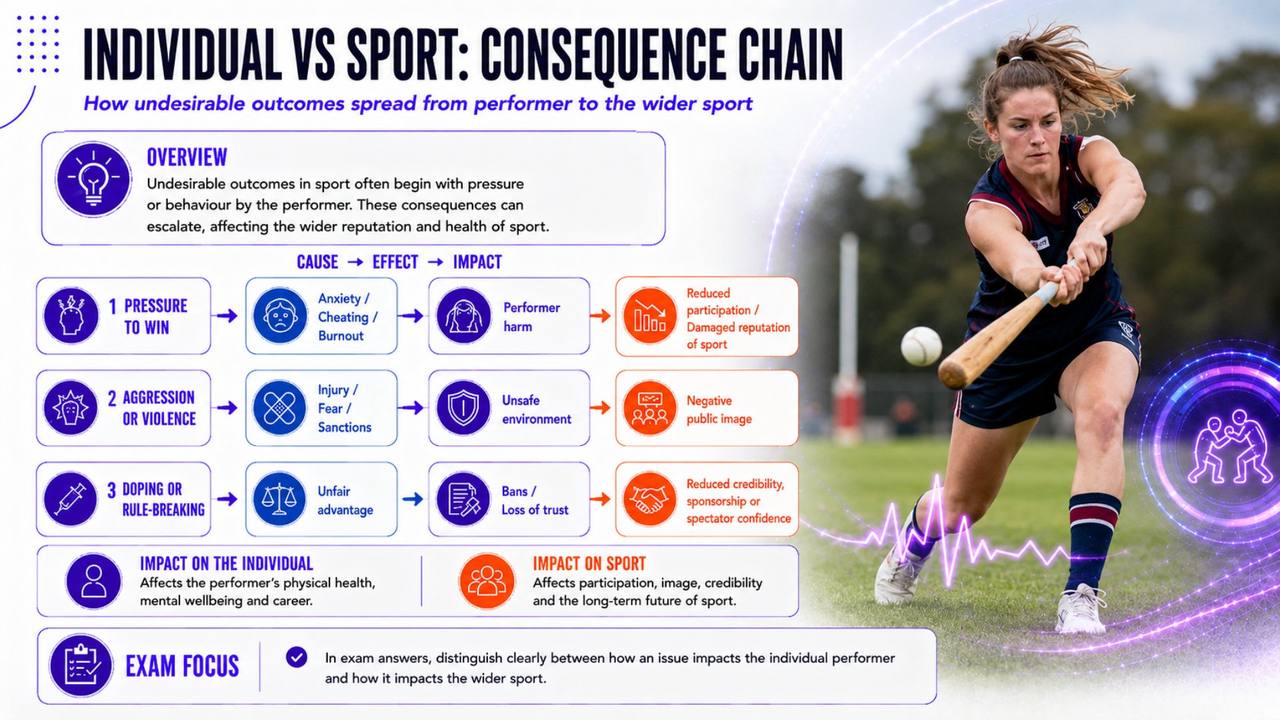 INDIVIDUAL VS SPORT: CONSEQUENCE CHAIN
How undesirable outcomes spread from performer to the wider sport
OVERVIEW
Undesirable outcomes in sport often begin with pressure
or behaviour by the performer. These consequences can
escalate, affecting the wider reputation and health of sport.
CAUSE → EFFECT → IMPACT
1 PRESSURE
TO WIN
Anxiety /
Cheating /
Burnout
Performer
harm
Reduced
participation /
Damaged reputation
of sport
2 AGGRESSION
OR VIOLENCE
Injury /
Fear /
Sanctions
Unsafe
environment
Negative
public image
3 DOPING OR
RULE-BREAKING
Unfair
advantage
Bans /
Loss of trust
Reduced credibility,
sponsorship or
spectator confidence
IMPACT ON THE INDIVIDUAL
Affects the performer's physical health,
mental wellbeing and career.
IMPACT ON SPORT
Affects participation, image, credibility
and the long-term future of sport.
EXAM FOCUS
In exam answers, distinguish clearly between how an issue impacts the individual performer
and how it impacts the wider sport.